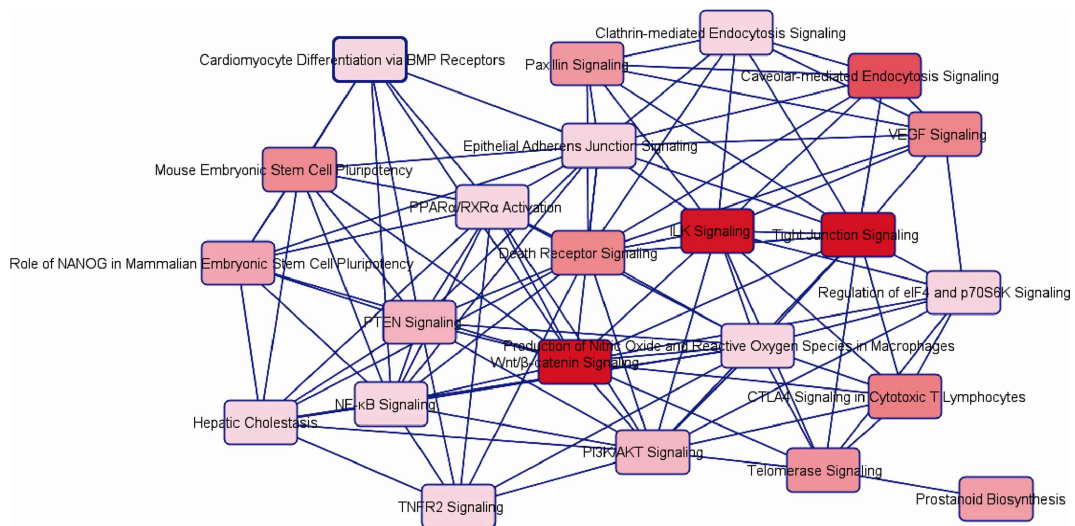 Clathrin-mediated Endocytosis Signaling
Cardiomyocyte Differentiation via BMP Receptors
Paxillin Signaling
Caveolar-mediated Endocytosis Signaling
VEGF Signaling
Epithelial Adherens Junction Signaling
Mouse Embryonic Stem Cell Pluripotency
PPARα/RXRα Activation
ILK Signaling
Tight Junction Signaling
Death Receptor Signaling
Role of NANOG in Mammalian Embryonic Stem Cell Pluripotency
Regulation of eIF4 and p70S6K Signaling
PTEN Signaling
Production of Nitric Oxide and Reactive Oxygen Species in Macrophages
Wnt/β-catenin Signaling
CTLA4 Signaling in Cytotoxic T Lymphocytes
NF-κB Signaling
Hepatic Cholestasis
PI3K/AKT Signaling
Telomerase Signaling
Prostanoid Biosynthesis
TNFR2 Signaling